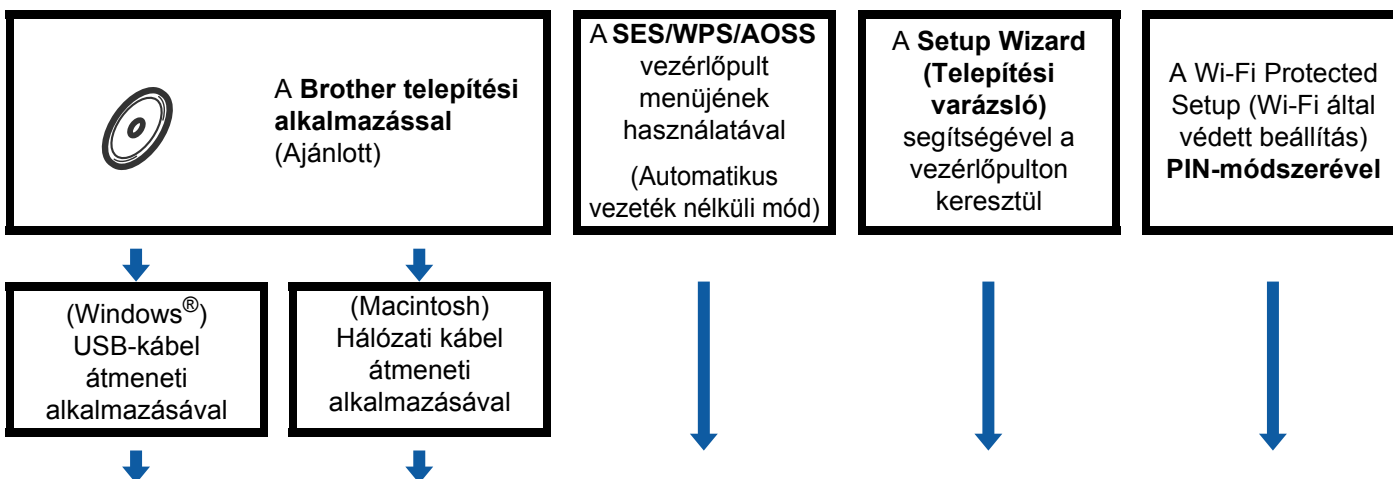 A Brother telepítési
alkalmazással
(Ajánlott)
A SES/WPS/AOSS
vezérlőpult
menüjének
használatával
(Automatikus
vezeték nélküli mód)
A Setup Wizard
(Telepítési
varázsló)
segítségével a
vezérlőpulton
keresztül
A Wi-Fi Protected
Setup (Wi-Fi által
védett beállítás)
PIN-módszerével
(Windows®)
USB-kábel
átmeneti
alkalmazásával
(Macintosh)
Hálózati kábel
átmeneti
alkalmazásával